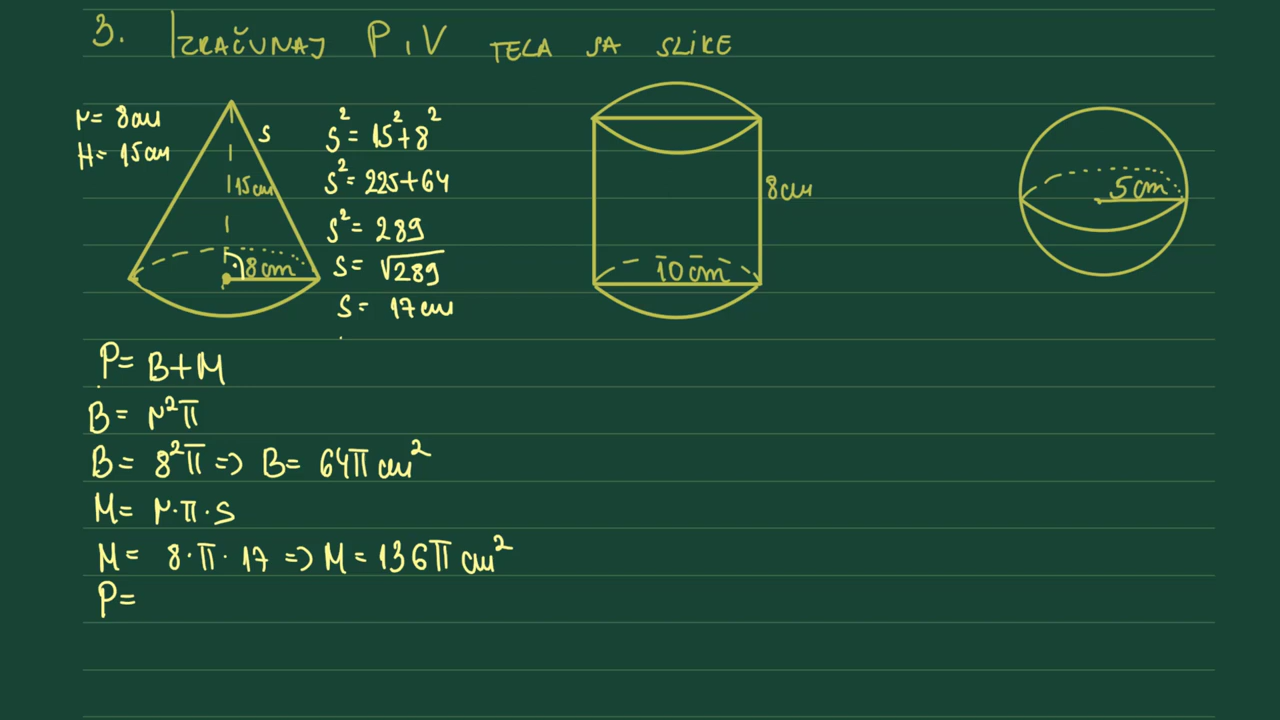 3. IZRAČUNAJ P i V TELA SA SLIKE
r = 8cm
H = 15cm
s
15cm
8cm
s² = 15² + 8²
s² = 225 + 64
s² = 289
s = √289
s = 17cm
8cm
10cm
5cm
P = B + M
B = r²π
B = 8²π => B = 64π cm²
M = r·π·s
M = 8·π·17 => M = 136π cm²
P =